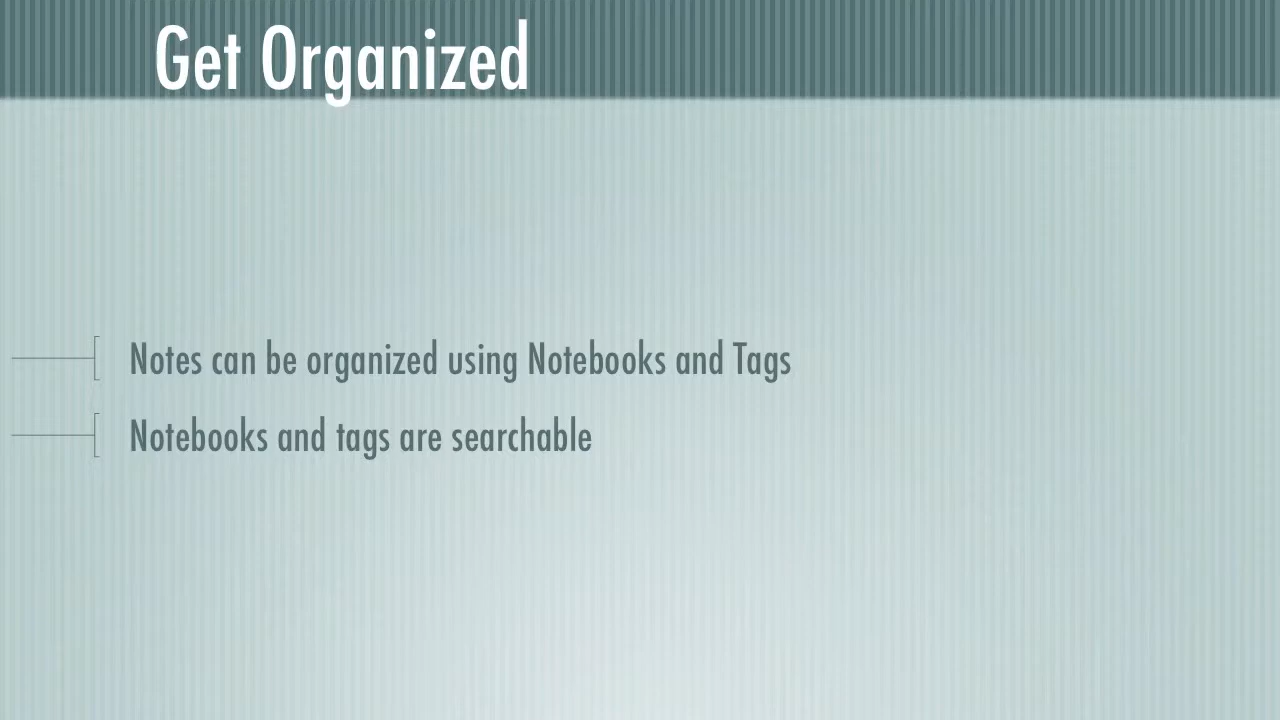 Get Organized
Notes can be organized using Notebooks and Tags
Notebooks and tags are searchable